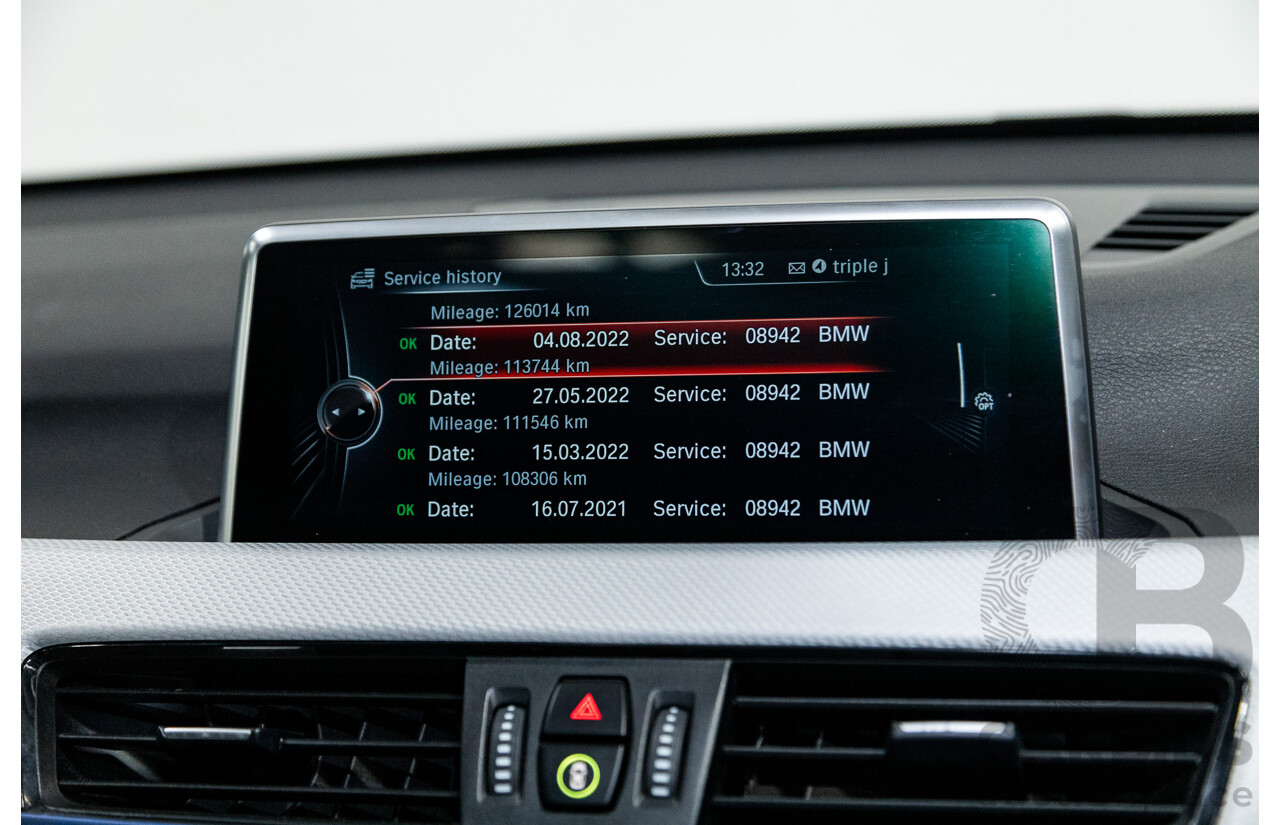 Service history 13:32 triple j
Mileage: 126014 km
OK Date: 04.08.2022 Service: 08942 BMW
Mileage: 113744 km
OK Date: 27.05.2022 Service: 08942 BMW
Mileage: 111546 km
OK Date: 15.03.2022 Service: 08942 BMW
Mileage: 108306 km
OK Date: 16.07.2021 Service: 08942 BMW
OPT